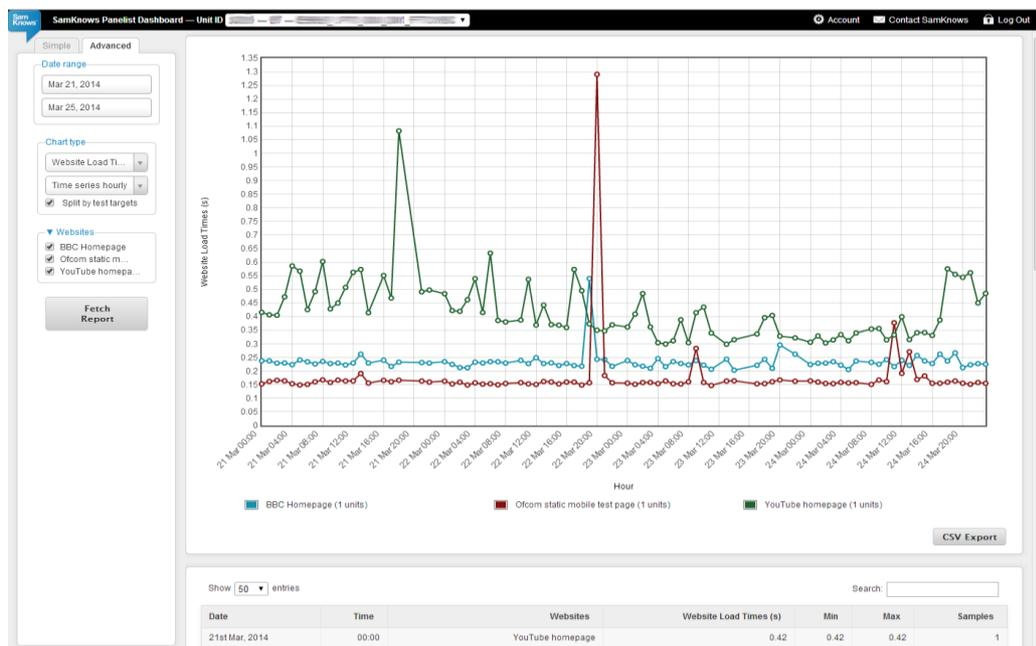 Sam Knows
SamKnows Panelist Dashboard — Unit ID
Account
Contact SamKnows
Log Out
Simple
Advanced
Date range
Mar 21, 2014
Mar 25, 2014
Chart type
Website Load Ti...
Time series hourly
Split by test targets
▼ Websites
BBC Homepage
Ofcom static m...
YouTube homepa...
Fetch
Report
Website Load Times (s)
1.35
1.3
1.25
1.2
1.15
1.1
1.05
1
0.95
0.9
0.85
0.8
0.75
0.7
0.65
0.6
0.55
0.5
0.45
0.4
0.35
0.3
0.25
0.2
0.15
0.1
0.05
0
21 Mar 00:00
21 Mar 04:00
21 Mar 08:00
21 Mar 12:00
21 Mar 16:00
21 Mar 20:00
22 Mar 00:00
22 Mar 04:00
22 Mar 08:00
22 Mar 12:00
22 Mar 16:00
22 Mar 20:00
23 Mar 00:00
23 Mar 04:00
23 Mar 08:00
23 Mar 12:00
23 Mar 16:00
23 Mar 20:00
24 Mar 00:00
24 Mar 04:00
24 Mar 08:00
24 Mar 12:00
24 Mar 16:00
24 Mar 20:00
Hour
BBC Homepage (1 units)
Ofcom static mobile test page (1 units)
YouTube homepage (1 units)
CSV Export
Show 50 entries
Search:
Date Time Websites Website Load Times (s) Min Max Samples
21st Mar, 2014 00:00 YouTube homepage 0.42 0.42 0.42 1